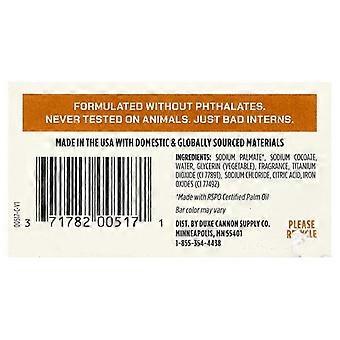 FORMULATED WITHOUT PHTHALATES.
NEVER TESTED ON ANIMALS. JUST BAD INTERNS.
MADE IN THE USA WITH DOMESTIC & GLOBALLY SOURCED MATERIALS
INGREDIENTS: SODIUM PALMATE*, SODIUM COCOATE,
WATER, GLYCERIN (VEGETABLE), FRAGRANCE, TITANIUM
DIOXIDE (CI 77891), SODIUM CHLORIDE, CITRIC ACID, IRON
OXIDES (CI 77492)
*Made with RSPO Certified Palm Oil
Bar color may vary
DIST. BY DUKE CANNON SUPPLY CO.
MINNEAPOLIS, MN 55401
1-855-354-4438
PLEASE
RECYCLE
00517-C-V1
3 71782 00517 1